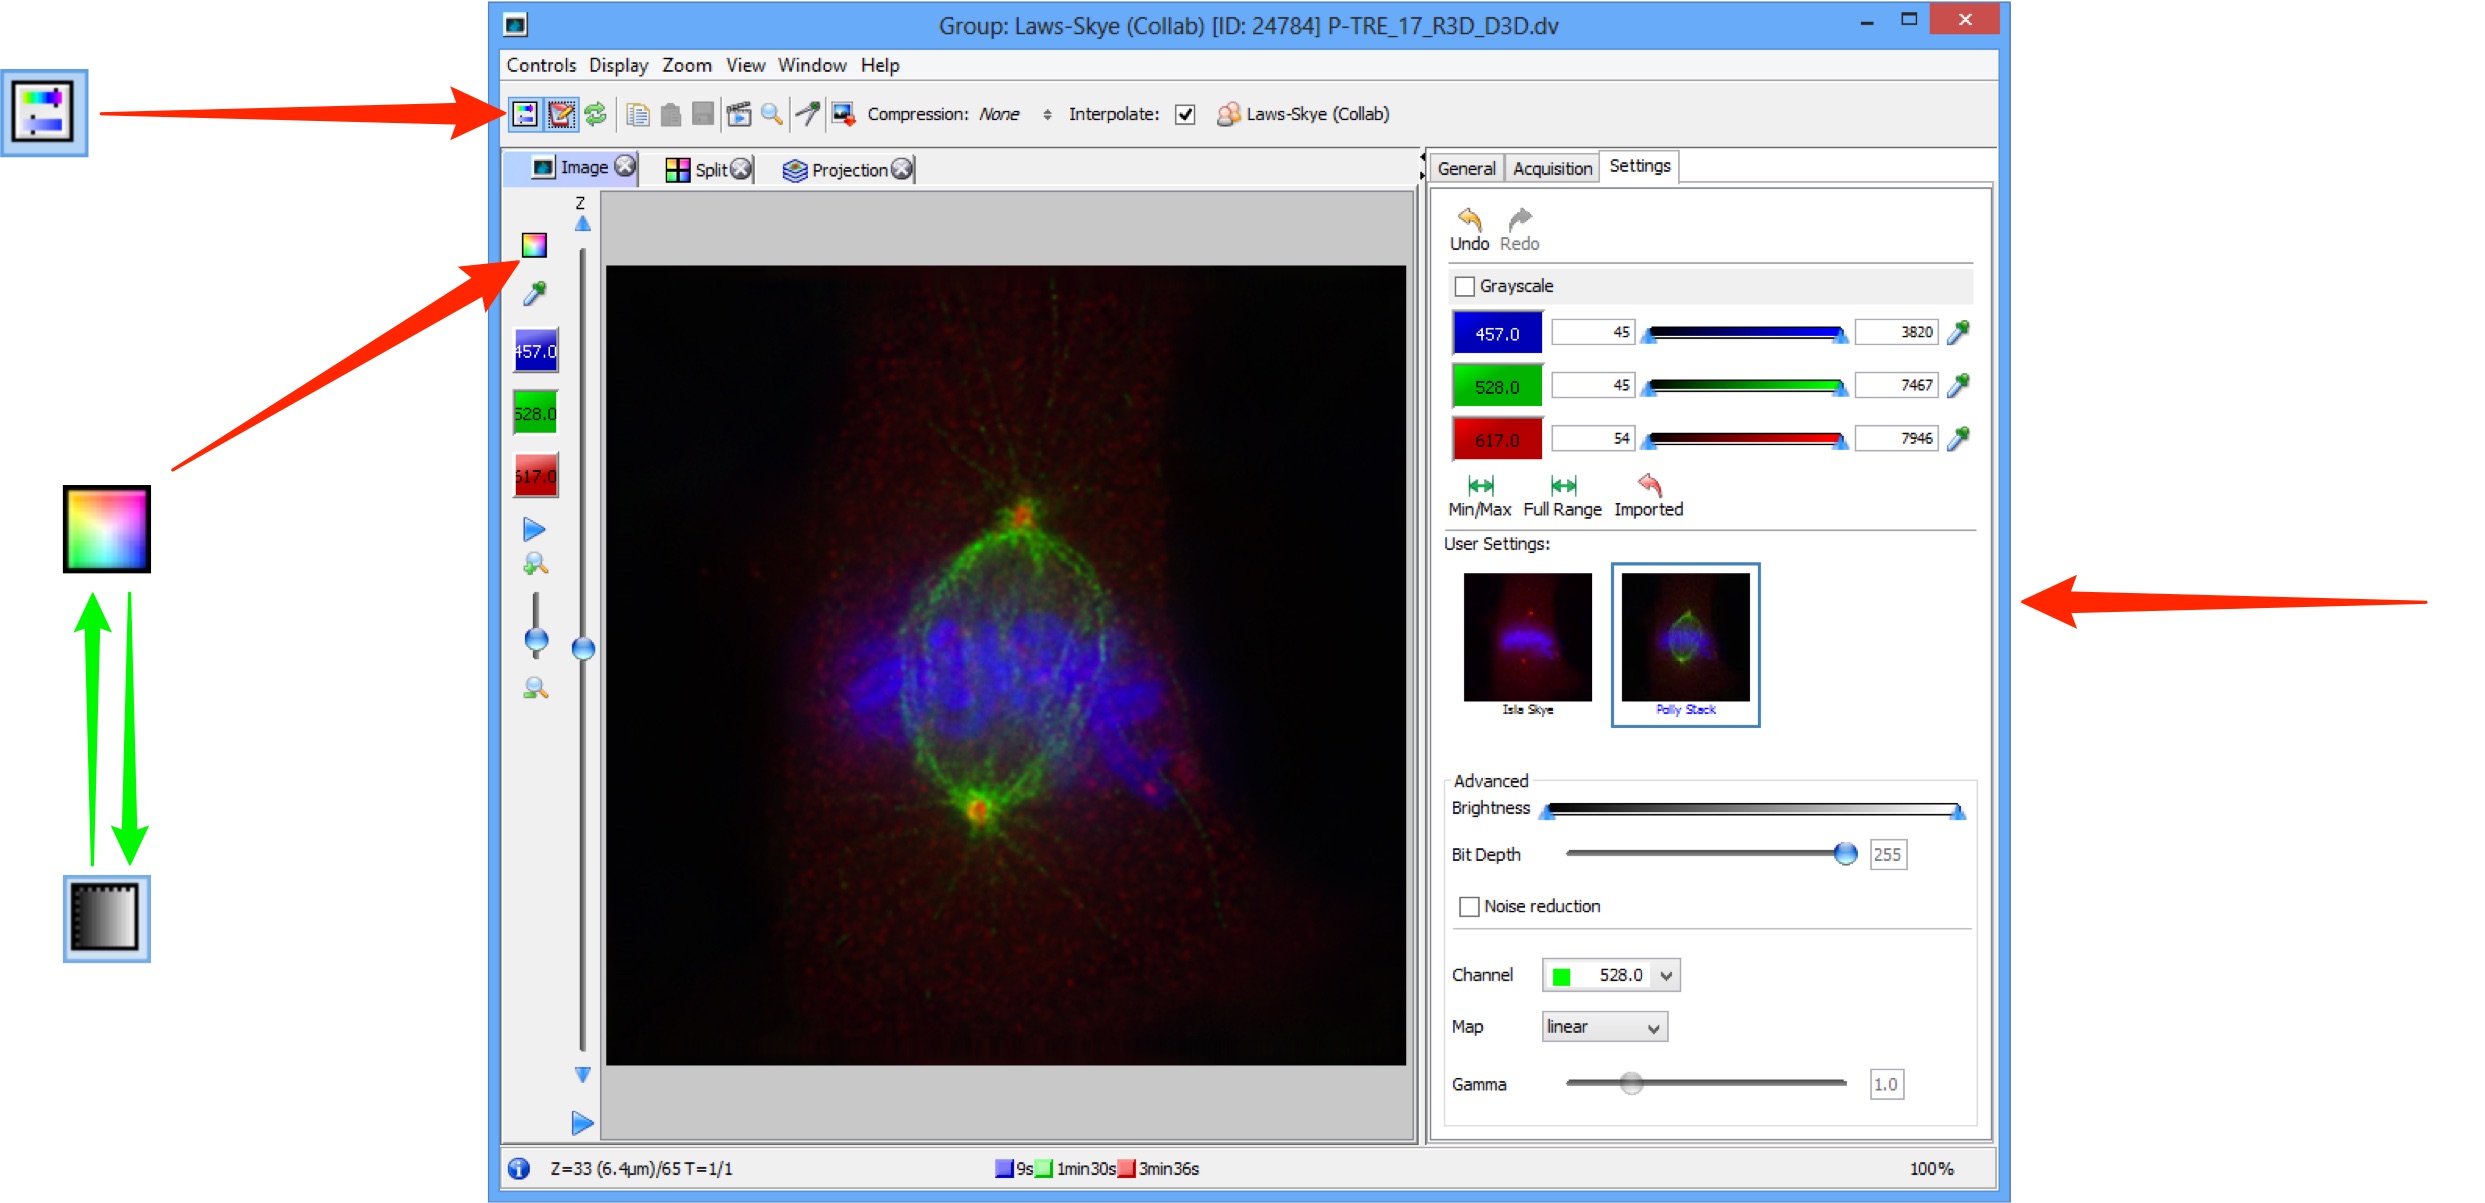 Group: Laws-Skye (Collab) [ID: 24784] P-TRE_17_R3D_D3D.dv
Controls Display Zoom View Window Help
Compression: None Interpolate: Laws-Skye (Collab)
Image Split Projection
General Acquisition Settings
Z
Undo Redo
Grayscale
457.0 45 3820
528.0 45 7467
617.0 54 7946
457.0
528.0
617.0
Min/Max Full Range Imported
User Settings:
Isla Skye Polly Stack
Advanced
Brightness
Bit Depth 255
Noise reduction
Channel 528.0
Map linear
Gamma 1.0
Z=33 (6.4µm)/65 T=1/1 9s 1min30s 3min36s 100%